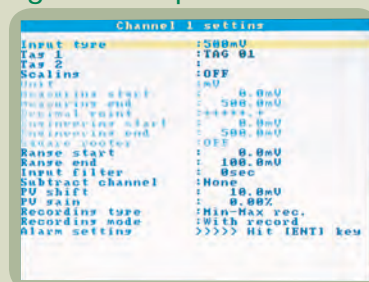 Channel 1 setting
Input type :500mV
Tag 1 :TAG 01
Tag 2 :
Scaling :OFF
Unit :mV
Measuring start : 0.0mV
Measuring end : 500.0mV
Decimal point :+++++.+
Engineering start : 0.0mV
Engineering end : 500.0mV
Square rooter :OFF
Range start : 0.0mV
Range end : 100.0mV
Input filter : 0sec
Subtract channel :None
PV shift : 10.0mV
PV gain : 0.00%
Recording type :Min-Max rec.
Recording mode :With record
Alarm setting >>>>> Hit [ENT] key